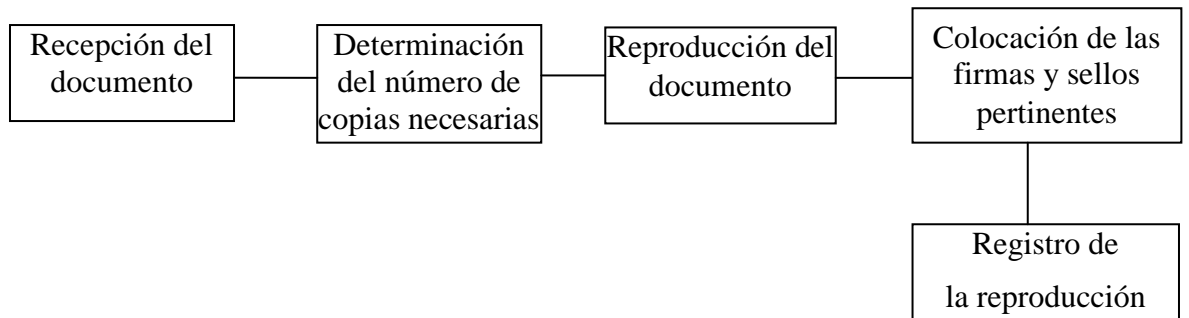 Recepción del
documento
Determinación
del número de
copias necesarias
Reproducción del
documento
Colocación de las
firmas y sellos
pertinentes
Registro de
la reproducción